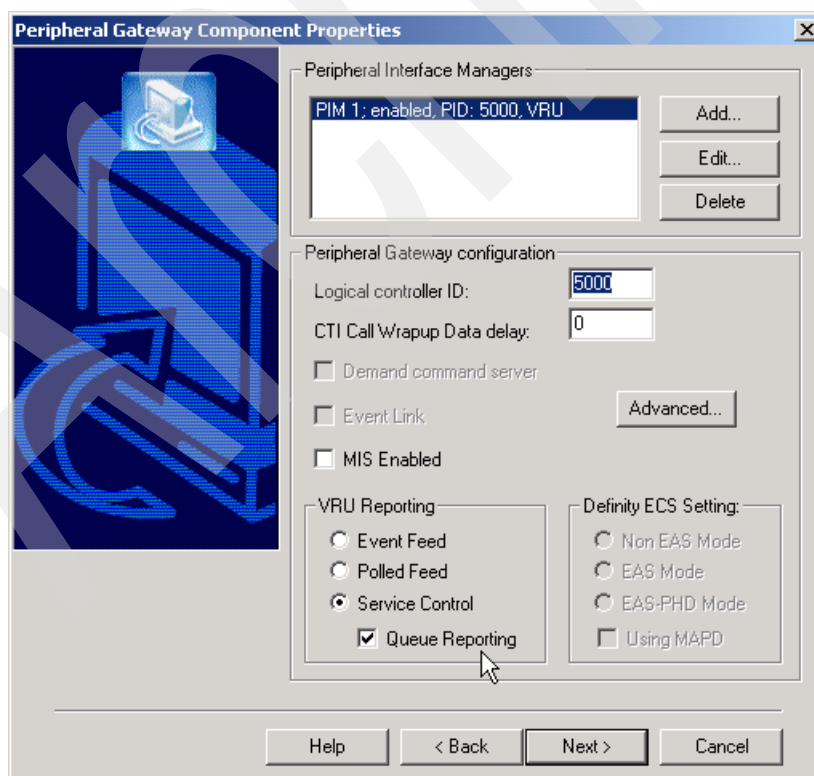 Peripheral Gateway Component Properties
Peripheral Interface Managers
PIM 1; enabled, PID: 5000, VRU
Add...
Edit...
Delete
Peripheral Gateway configuration
Logical controller ID: 5000
CTI Call Wrapup Data delay: 0
Demand command server
Event Link
Advanced...
MIS Enabled
VRU Reporting
Event Feed
Polled Feed
Service Control
Queue Reporting
Definity ECS Setting:
Non EAS Mode
EAS Mode
EAS-PHD Mode
Using MAPD
Help
< Back
Next >
Cancel